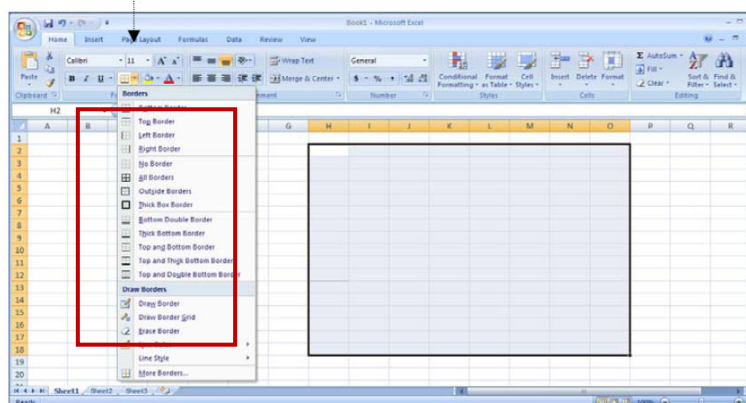 Book1 - Microsoft Excel
Home Insert Page Layout Formulas Data Review View
Calibri 11 A A Wrap Text General Σ AutoSum
Fill
Paste B I U A Merge & Center $ % , Conditional Format Cell Insert Delete Format Clear Sort & Find &
Formatting as Table Styles Filter Select
Clipboard Number Styles Cells Editing
H2
Borders
A B G H I J K L M N O P Q R
Bottom Border
Top Border
Left Border
Right Border
No Border
All Borders
Outside Borders
Thick Box Border
Bottom Double Border
Thick Bottom Border
Top and Bottom Border
Top and Thick Bottom Border
Top and Double Bottom Border
Draw Borders
Draw Border
Draw Border Grid
Erase Border
Line Style
More Borders...
1
2
3
4
5
6
7
8
9
10
11
12
13
14
15
16
17
18
19
20
Sheet1 Sheet2 Sheet3
Ready 100%